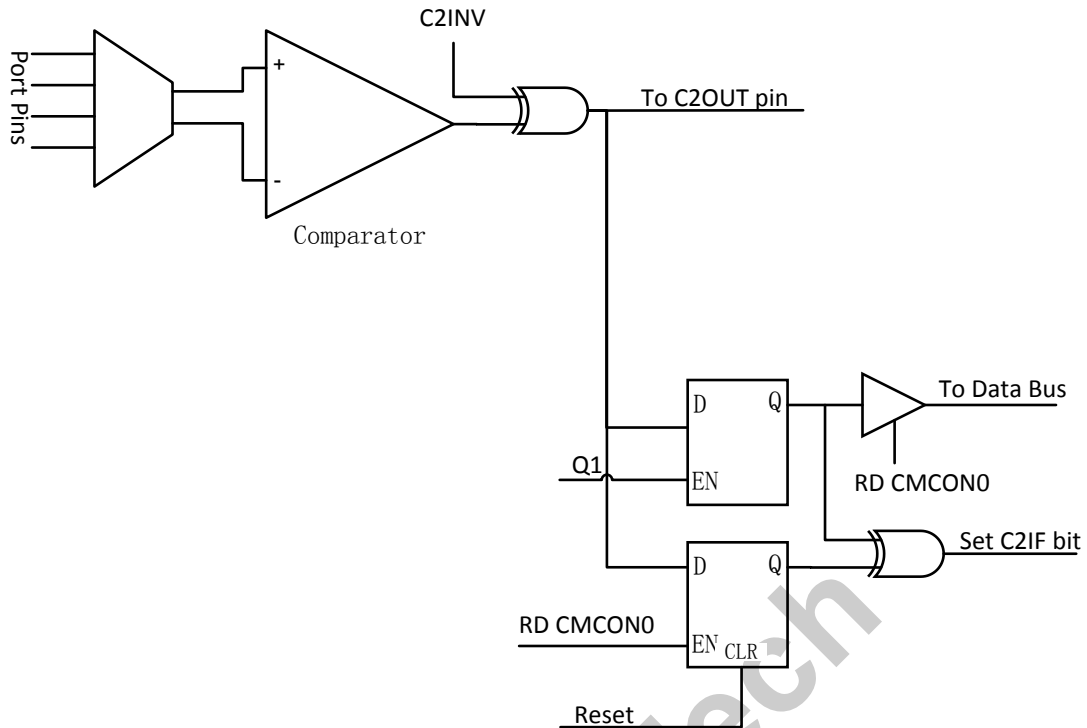 C2INV
Port Pins
+
-
To C2OUT pin
Comparator
D Q
To Data Bus
Q1
EN
RD CMCON0
Set C2IF bit
D Q
RD CMCON0
EN CLR
Reset